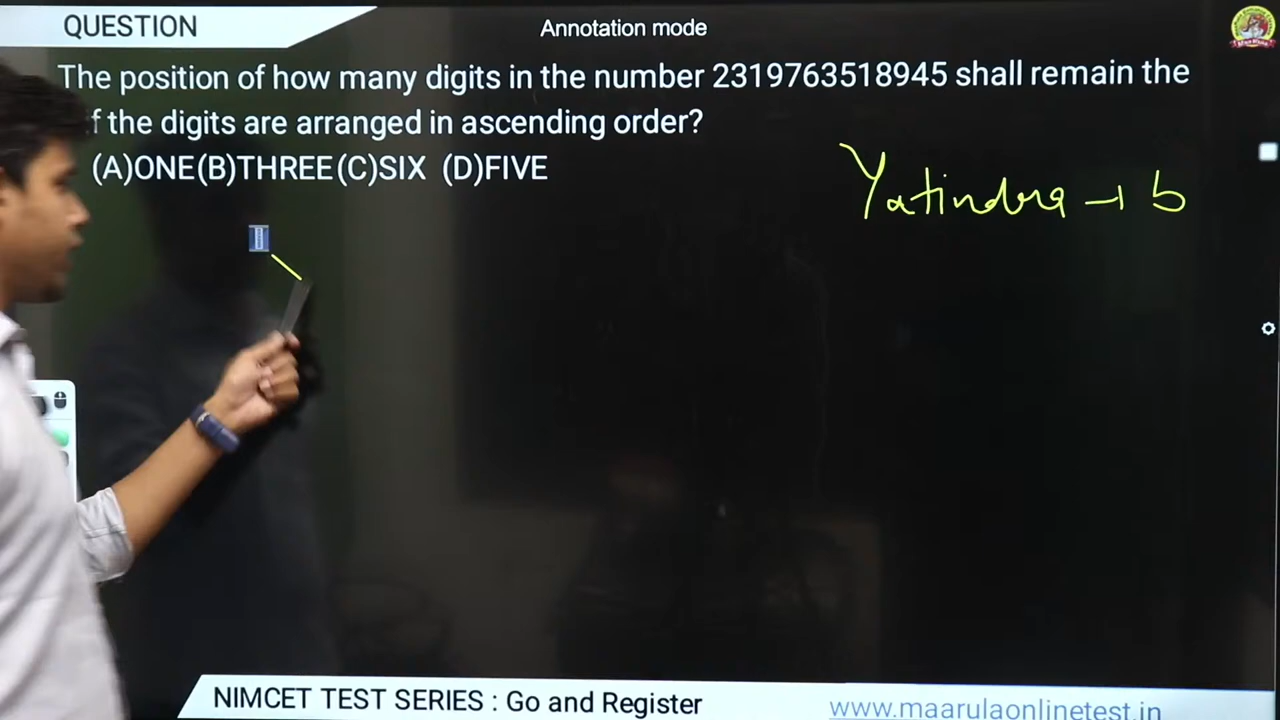 QUESTION
Annotation mode
The position of how many digits in the number 2319763518945 shall remain the
f the digits are arranged in ascending order?
(A)ONE(B)THREE(C)SIX (D)FIVE
Yatindra → b
NIMCET TEST SERIES : Go and Register
www.maarulaonlinetest.in